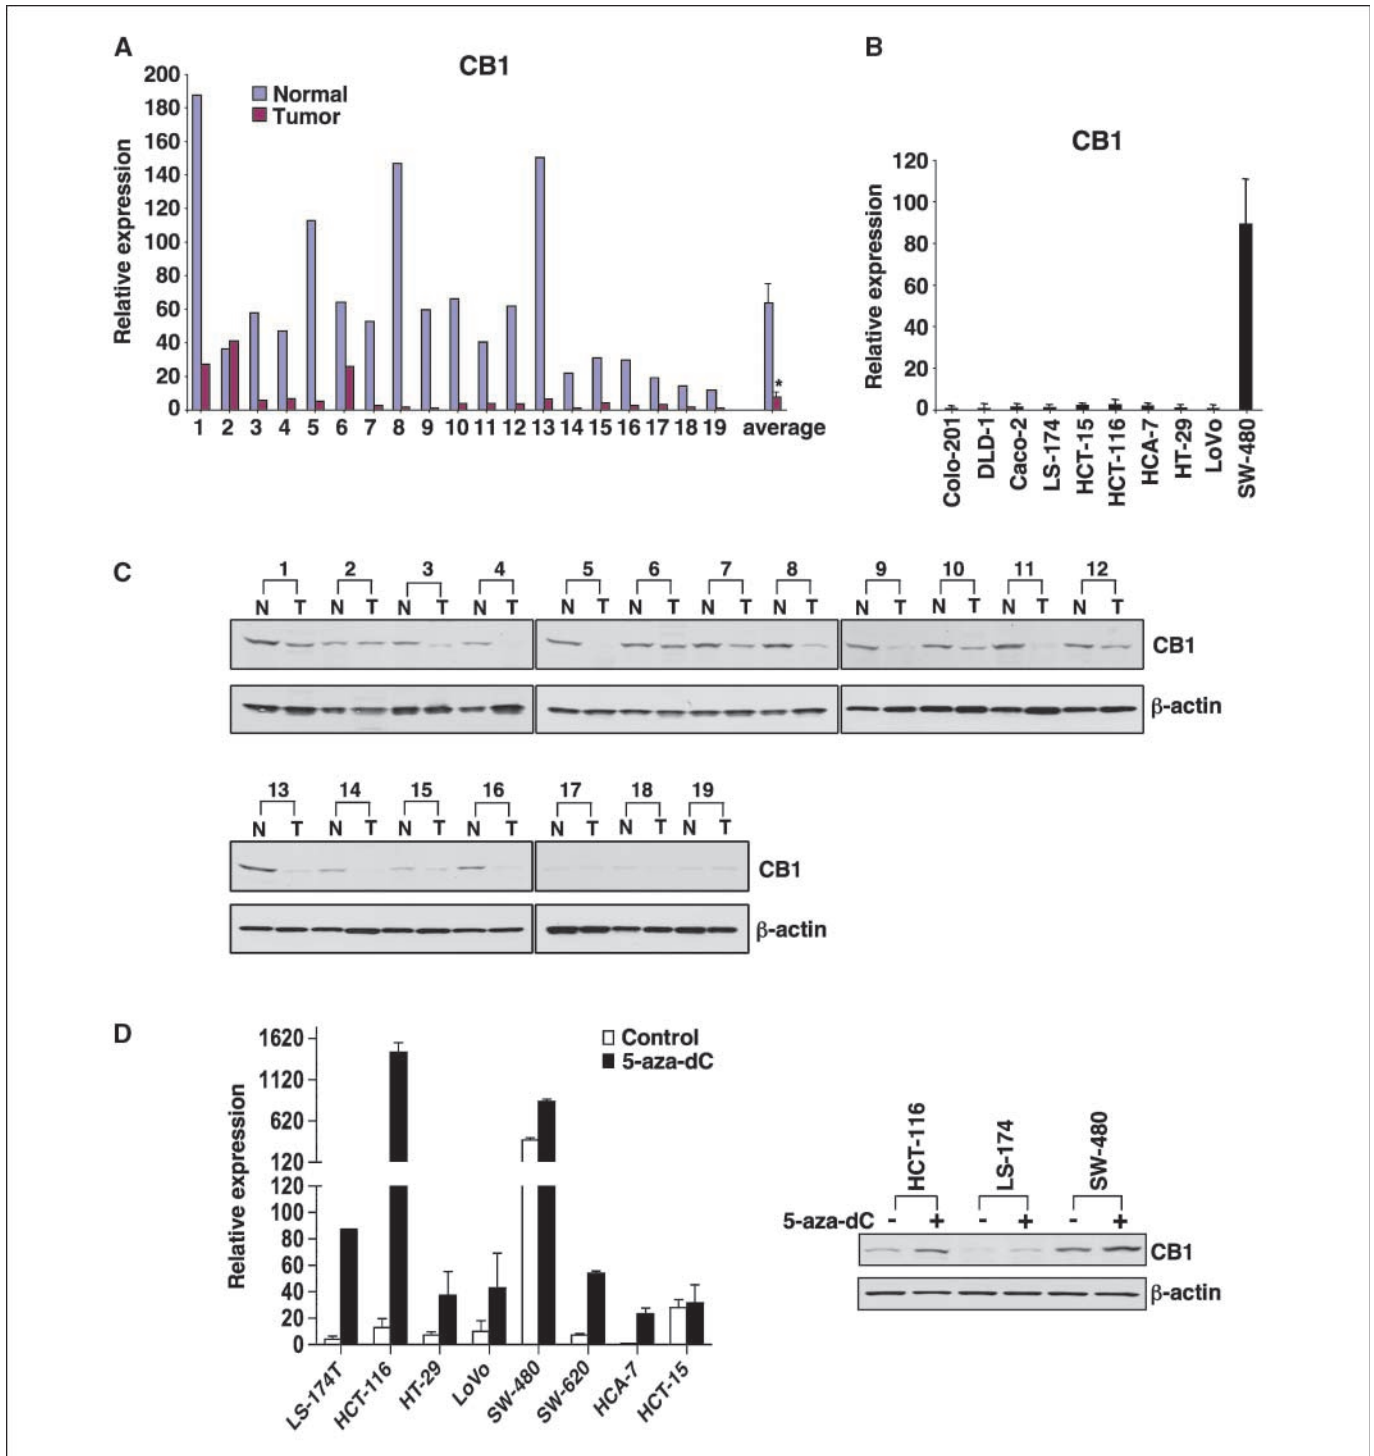 A
CB1
Normal
Tumor
Relative expression
200
180
160
140
120
100
80
60
40
20
0
1 2 3 4 5 6 7 8 9 10 11 12 13 14 15 16 17 18 19 average
*
B
CB1
Relative expression
120
100
80
60
40
20
0
Colo-201
DLD-1
Caco-2
LS-174
HCT-15
HCT-116
HCA-7
HT-29
LoVo
SW-480
C
1 2 3 4 5 6 7 8 9 10 11 12
N T N T N T N T N T N T N T N T N T N T N T N T
CB1
β-actin
13 14 15 16 17 18 19
N T N T N T N T N T N T N T
CB1
β-actin
D
Control
5-aza-dC
Relative expression
1620
1120
620
120
120
100
80
60
40
20
0
LS-174T
HCT-116
HT-29
LoVo
SW-480
SW-620
HCA-7
HCT-15
HCT-116
LS-174
SW-480
5-aza-dC - + - + - +
CB1
β-actin